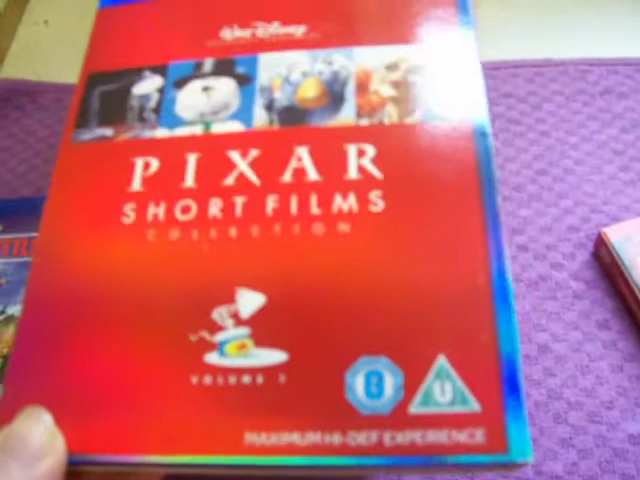 Walt Disney
PIXAR
SHORT FILMS
COLLECTION
VOLUME 1
B
U
MAXIMUM HI-DEF EXPERIENCE